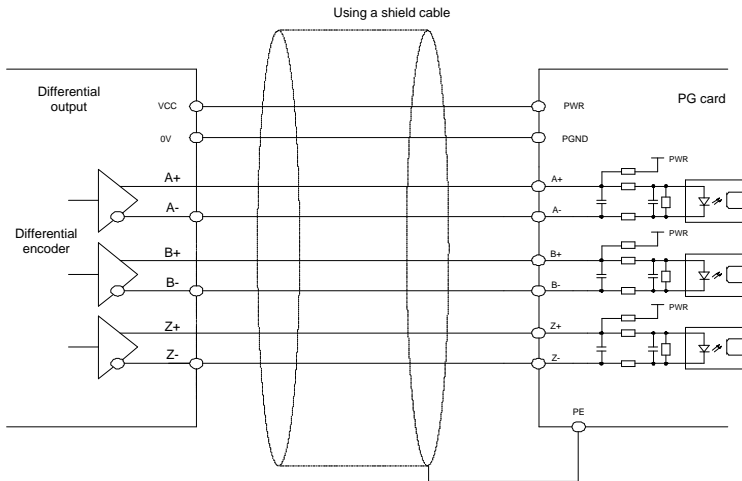 Using a shield cable
Differential
output
PG card
VCC
PWR
0V
PGND
PWR
A+
A+
A-
A-
Differential
encoder
PWR
B+
B+
B-
B-
PWR
Z+
Z+
Z-
Z-
PE